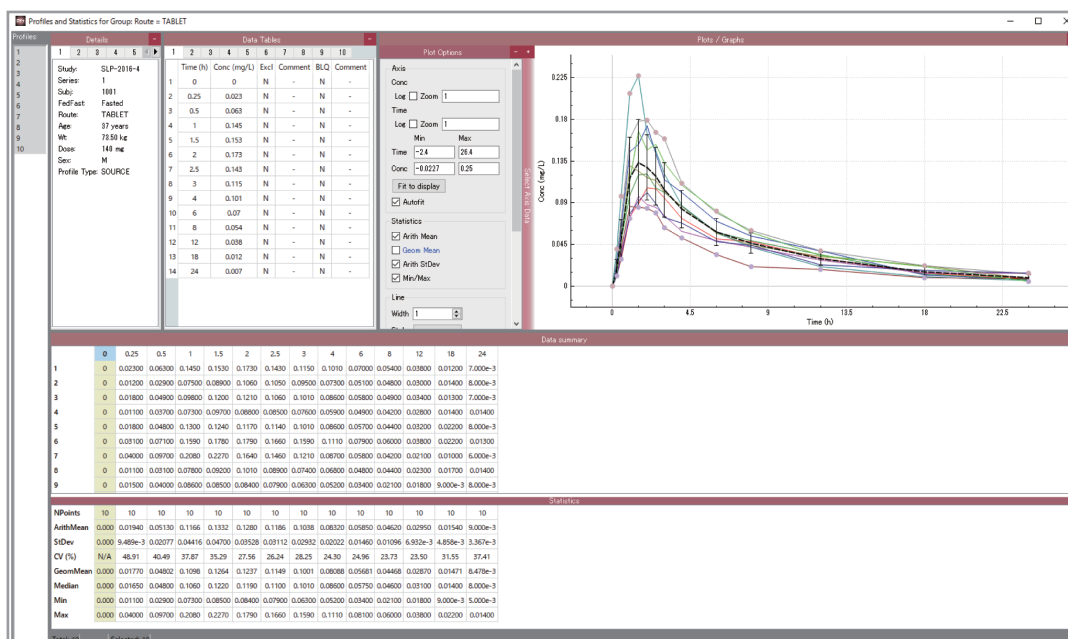 Profiles and Statistics for Group: Route = TABLET
Profiles
1
2
3
4
5
6
7
8
9
10
Details
1 2 3 4 5
Study: SLP-2016-4
Series: 1
Subj: 1001
FedFast: Fasted
Route: TABLET
Age: 37 years
Wt: 73.50 kg
Dose: 140 mg
Sex: M
Profile Type: SOURCE
Data Tables
1 2 3 4 5 6 7 8 9 10
Time (h) Conc (mg/L) Excl Comment BLQ Comment
1 0 0 N - N -
2 0.25 0.023 N - N -
3 0.5 0.063 N - N -
4 1 0.145 N - N -
5 1.5 0.153 N - N -
6 2 0.173 N - N -
7 2.5 0.143 N - N -
8 3 0.115 N - N -
9 4 0.101 N - N -
10 6 0.07 N - N -
11 8 0.054 N - N -
12 12 0.038 N - N -
13 18 0.012 N - N -
14 24 0.007 N - N -
Plot Options
Axis
Conc
Log Zoom 1
Time
Log Zoom 1
Min Max
Time -2.4 26.4
Conc -0.0227 0.25
Fit to display
Autofit
Statistics
Arith Mean
Geom Mean
Arith StDev
Min/Max
Line
Width 1
Select Axis Data
Plots / Graphs
Conc (mg/L)
0.225
0.18
0.135
0.09
0.045
0
0 4.5 9 13.5 18 22.5
Time (h)
Data summary
0 0.25 0.5 1 1.5 2 2.5 3 4 6 8 12 18 24
1 0 0.02300 0.06300 0.1450 0.1530 0.1730 0.1430 0.1150 0.1010 0.07000 0.05400 0.03800 0.01200 7.000e-3
2 0 0.01200 0.02900 0.07500 0.08900 0.1060 0.1050 0.09500 0.07300 0.05100 0.04800 0.03000 0.01400 8.000e-3
3 0 0.01800 0.04900 0.09800 0.1200 0.1210 0.1060 0.1010 0.08600 0.05800 0.04900 0.03400 0.01300 7.000e-3
4 0 0.01100 0.03700 0.07300 0.09700 0.08800 0.08500 0.07600 0.05900 0.04900 0.04200 0.02800 0.01400 0.01400
5 0 0.01800 0.04800 0.1300 0.1240 0.1170 0.1140 0.1010 0.08600 0.05700 0.04400 0.03200 0.02200 8.000e-3
6 0 0.03100 0.07100 0.1590 0.1780 0.1790 0.1660 0.1590 0.1110 0.07900 0.06000 0.03800 0.02200 0.01300
7 0 0.04000 0.09700 0.2080 0.2270 0.1640 0.1460 0.1210 0.08700 0.05800 0.04200 0.02100 0.01000 6.000e-3
8 0 0.01100 0.03100 0.07800 0.09200 0.1010 0.08900 0.07400 0.06800 0.04800 0.04400 0.02300 0.01700 0.01400
9 0 0.01500 0.04000 0.08600 0.08500 0.08400 0.07900 0.06300 0.05200 0.03400 0.02100 0.01800 9.000e-3 8.000e-3
Statistics
NPoints 10 10 10 10 10 10 10 10 10 10 10 10 10 10
ArithMean 0.000 0.01940 0.05130 0.1166 0.1332 0.1280 0.1186 0.1038 0.08320 0.05850 0.04620 0.02950 0.01540 9.000e-3
StDev 0.000 9.489e-3 0.02077 0.04416 0.04700 0.03528 0.03112 0.02932 0.02022 0.01460 0.01096 6.932e-3 4.858e-3 3.367e-3
CV (%) N/A 48.91 40.49 37.87 35.29 27.56 26.24 28.25 24.30 24.96 23.73 23.50 31.55 37.41
GeomMean 0.000 0.01770 0.04802 0.1098 0.1264 0.1237 0.1149 0.1001 0.08088 0.05681 0.04468 0.02870 0.01471 8.478e-3
Median 0.000 0.01650 0.04800 0.1060 0.1220 0.1190 0.1100 0.1010 0.08600 0.05750 0.04600 0.03100 0.01400 8.000e-3
Min 0.000 0.01100 0.02900 0.07300 0.08500 0.08400 0.07900 0.06300 0.05200 0.03400 0.02100 0.01800 9.000e-3 5.000e-3
Max 0.000 0.04000 0.09700 0.2080 0.2270 0.1790 0.1660 0.1590 0.1110 0.08100 0.06000 0.03800 0.02200 0.01400